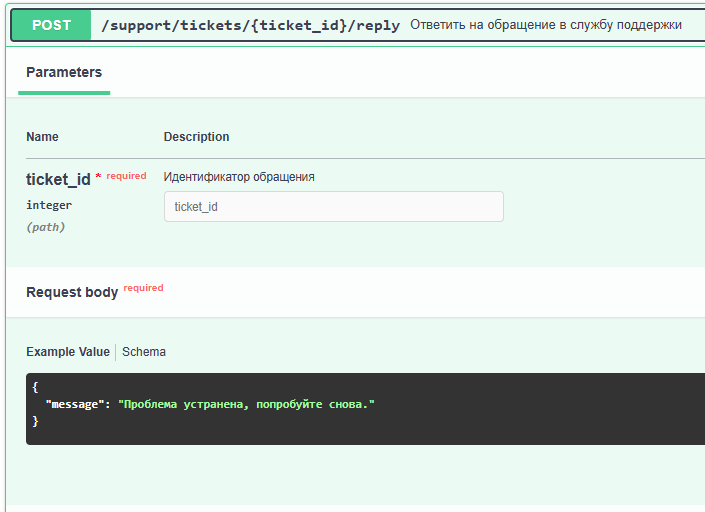 POST /support/tickets/{ticket_id}/reply Ответить на обращение в службу поддержки
Parameters
Name Description
ticket_id * required Идентификатор обращения
integer ticket_id
(path)
Request body required
Example Value Schema
{
"message": "Проблема устранена, попробуйте снова."
}